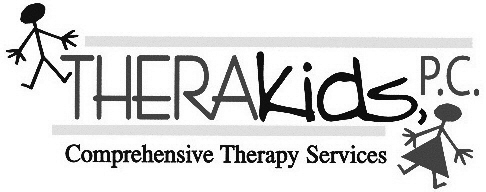 THERAkids, P.C.
Comprehensive Therapy Services